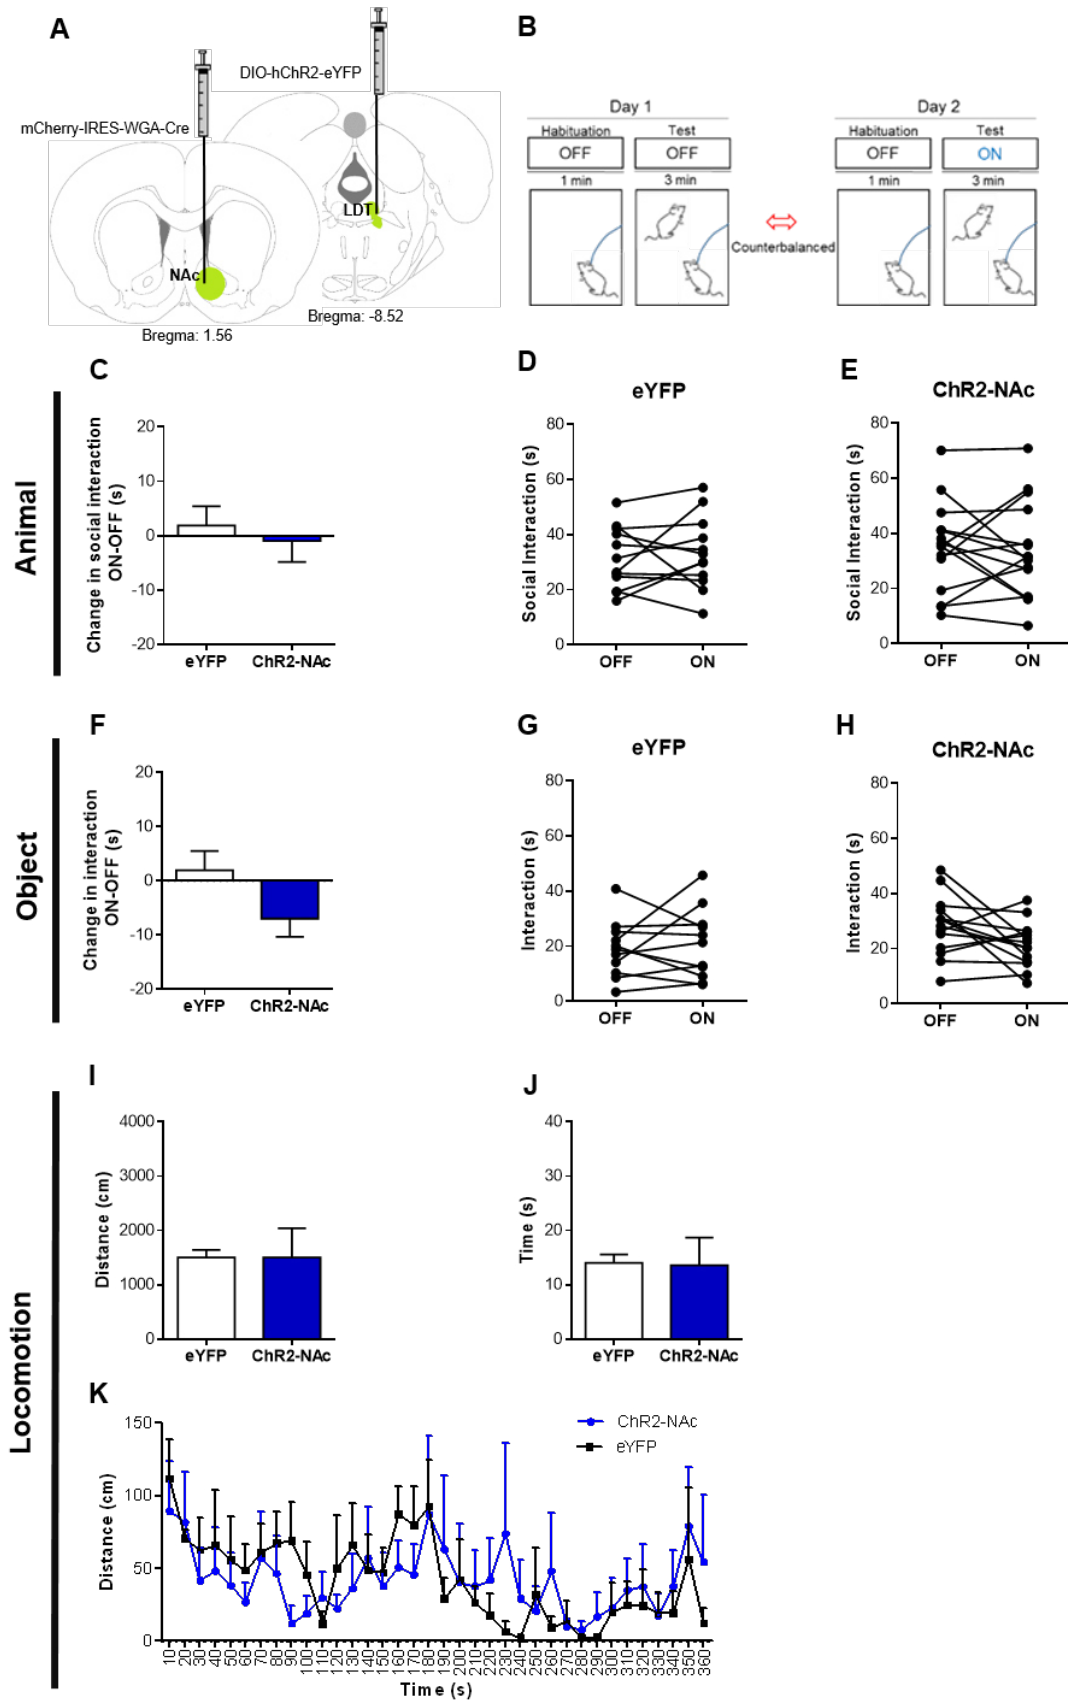 A
B
DIO-hChR2-eYFP
mCherry-IRES-WGA-Cre
LDT
NAc
Bregma: -8.52
Bregma: 1.56
Day 1
Day 2
Habituation
Test
Habituation
Test
OFF
OFF
OFF
ON
1 min
3 min
1 min
3 min
Counterbalanced
Animal
C
Change in social interaction
ON-OFF (s)
20
10
0
-10
-20
eYFP
ChR2-NAc
D
eYFP
Social Interaction (s)
80
60
40
20
0
OFF
ON
E
ChR2-NAc
Social Interaction (s)
80
60
40
20
0
OFF
ON
Object
F
Change in interaction
ON-OFF (s)
20
10
0
-10
-20
eYFP
ChR2-NAc
G
eYFP
Interaction (s)
80
60
40
20
0
OFF
ON
H
ChR2-NAc
Interaction (s)
80
60
40
20
0
OFF
ON
Locomotion
I
Distance (cm)
4000
3000
2000
1000
0
eYFP
ChR2-NAc
J
Time (s)
40
30
20
10
0
eYFP
ChR2-NAc
K
Distance (cm)
150
100
50
0
ChR2-NAc
eYFP
10 20 30 40 50 60 70 80 90 100 110 120 130 140 150 160 170 180 190 200 210 220 230 240 250 260 270 280 290 300 310 320 330 340 350 360
Time (s)